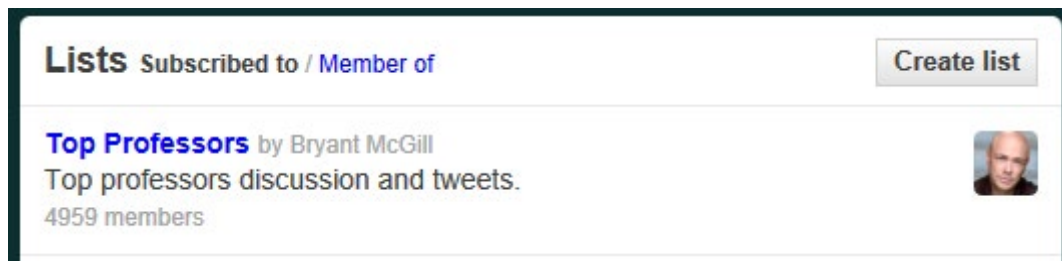 Lists Subscribed to / Member of Create list
Top Professors by Bryant McGill
Top professors discussion and tweets.
4959 members